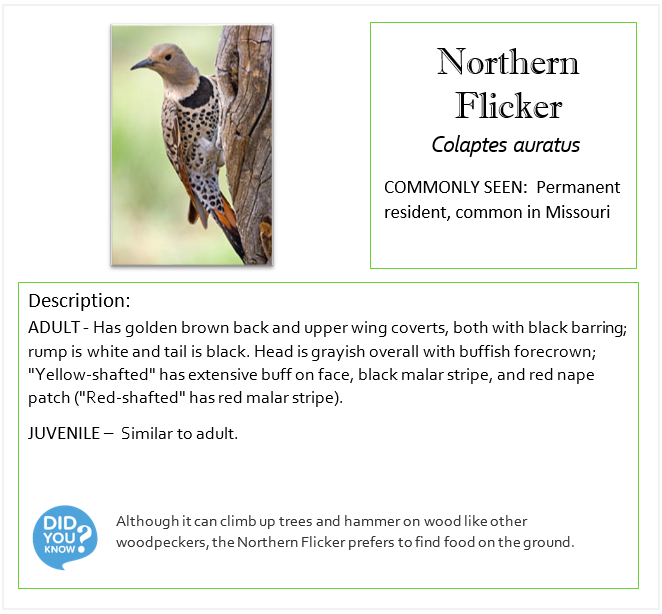 Northern
Flicker
Colaptes auratus
COMMONLY SEEN: Permanent
resident, common in Missouri
Description:
ADULT - Has golden brown back and upper wing coverts, both with black barring;
rump is white and tail is black. Head is grayish overall with buffish forecrown;
"Yellow-shafted" has extensive buff on face, black malar stripe, and red nape
patch ("Red-shafted" has red malar stripe).
JUVENILE – Similar to adult.
DID
YOU
KNOW?
Although it can climb up trees and hammer on wood like other
woodpeckers, the Northern Flicker prefers to find food on the ground.